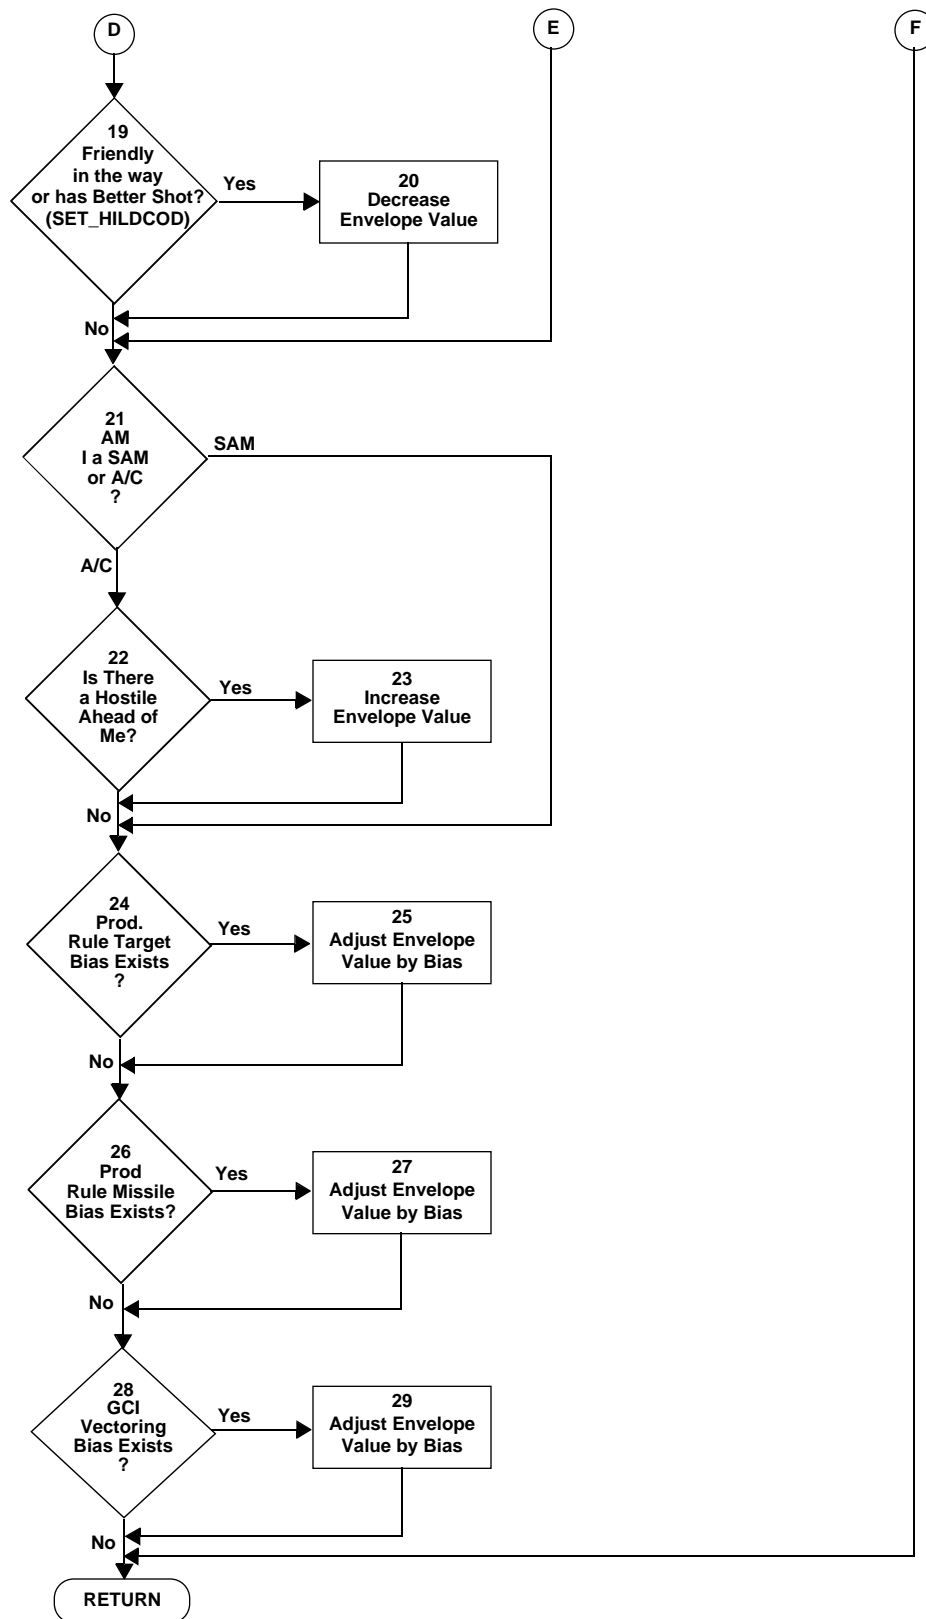 D
E
F
19
Friendly
in the way
or has Better Shot?
(SET_HILDCOD)
Yes
20
Decrease
Envelope Value
No
21
AM
I a SAM
or A/C
?
SAM
A/C
22
Is There
a Hostile
Ahead of
Me?
Yes
23
Increase
Envelope Value
No
24
Prod.
Rule Target
Bias Exists
?
Yes
25
Adjust Envelope
Value by Bias
No
26
Prod
Rule Missile
Bias Exists?
Yes
27
Adjust Envelope
Value by Bias
No
28
GCI
Vectoring
Bias Exists
?
Yes
29
Adjust Envelope
Value by Bias
No
RETURN